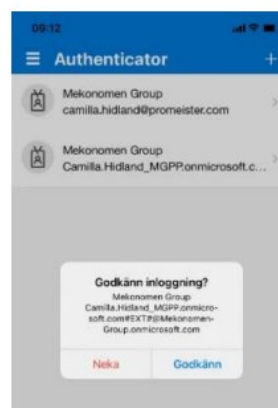 09:12
Authenticator
Mekonomen Group
camilla.hidland@promeister.com
Mekonomen Group
Camilla.Hidland_MGPP.onmicrosoft.c...
Godkänn inloggning?
Mekonomen Group
Camilla.Hidland_MGPP.onmicro-
soft.com#EXT#@Mekonomen-
Group.onmicrosoft.com
Neka
Godkänn